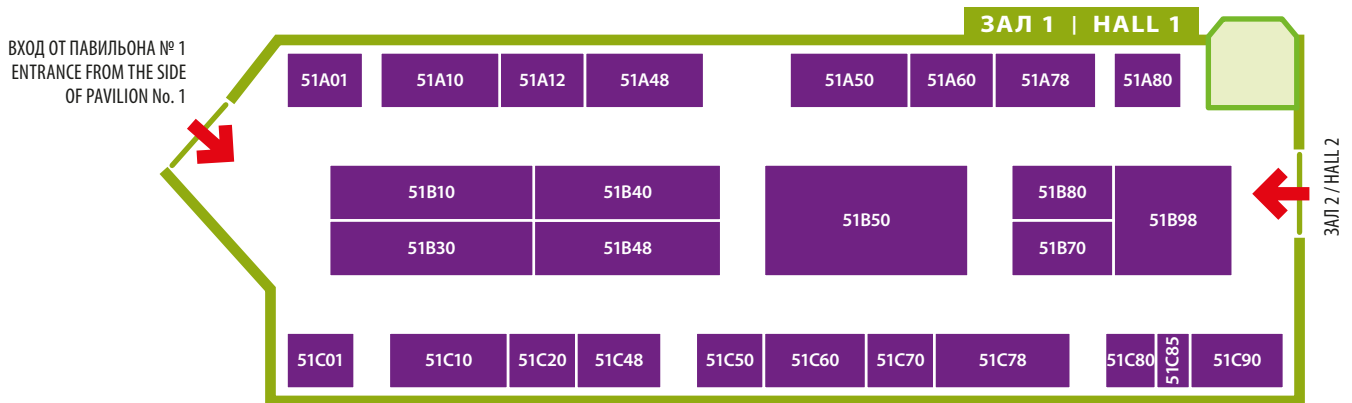 ЗАЛ 1 | HALL 1
ВХОД ОТ ПАВИЛЬОНА № 1
ENTRANCE FROM THE SIDE
OF PAVILION No. 1
51A01 51A10 51A12 51A48 51A50 51A60 51A78 51A80
51B10 51B40 51B50 51B80 51B98
51B30 51B48 51B70
ЗАЛ 2 / HALL 2
51C01 51C10 51C20 51C48 51C50 51C60 51C70 51C78 51C80 51C85 51C90